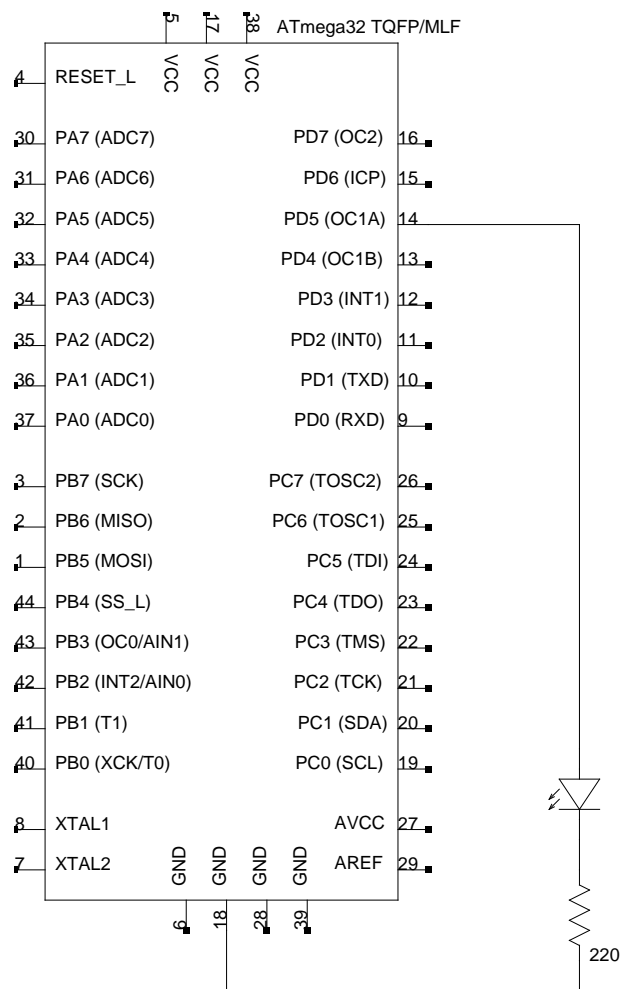 5 17 38 ATmega32 TQFP/MLF
4 RESET_L VCC VCC VCC
30 PA7 (ADC7) PD7 (OC2) 16
31 PA6 (ADC6) PD6 (ICP) 15
32 PA5 (ADC5) PD5 (OC1A) 14
33 PA4 (ADC4) PD4 (OC1B) 13
34 PA3 (ADC3) PD3 (INT1) 12
35 PA2 (ADC2) PD2 (INT0) 11
36 PA1 (ADC1) PD1 (TXD) 10
37 PA0 (ADC0) PD0 (RXD) 9
3 PB7 (SCK) PC7 (TOSC2) 26
2 PB6 (MISO) PC6 (TOSC1) 25
1 PB5 (MOSI) PC5 (TDI) 24
44 PB4 (SS_L) PC4 (TDO) 23
43 PB3 (OC0/AIN1) PC3 (TMS) 22
42 PB2 (INT2/AIN0) PC2 (TCK) 21
41 PB1 (T1) PC1 (SDA) 20
40 PB0 (XCK/T0) PC0 (SCL) 19
8 XTAL1 AVCC 27
7 XTAL2 GND GND GND GND AREF 29
6 18 28 39
220